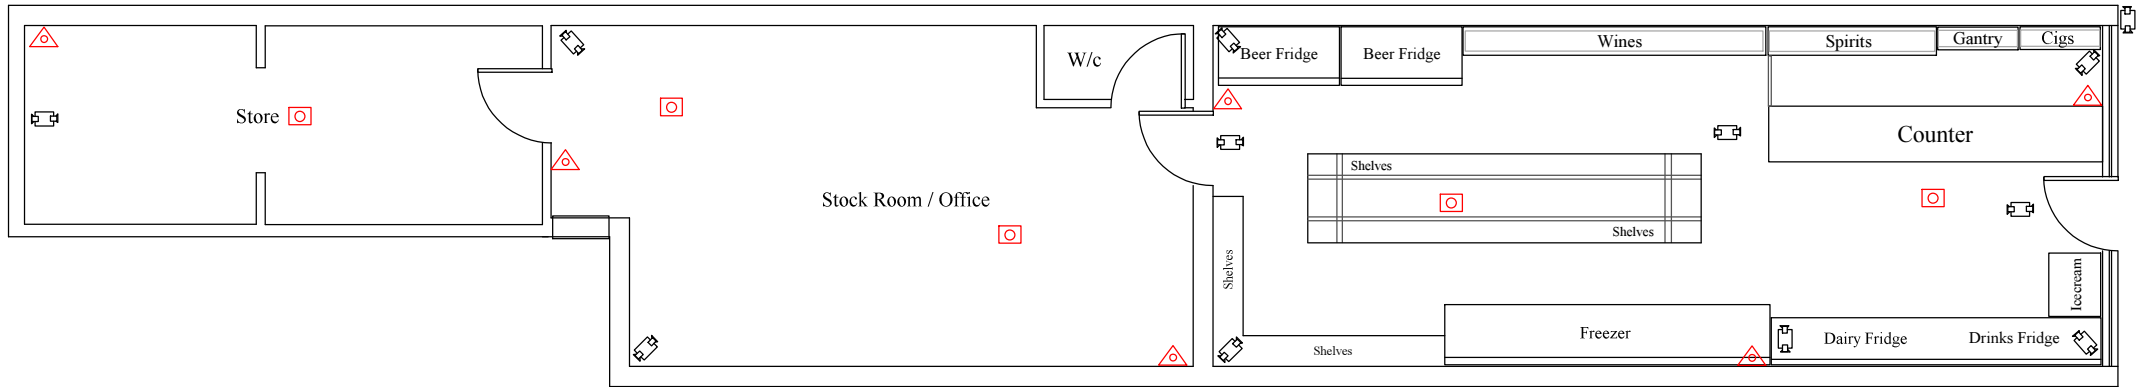 Store
Stock Room / Office
W/c
Beer Fridge
Beer Fridge
Wines
Spirits
Gantry
Cigs
Counter
Shelves
Shelves
Shelves
Shelves
Freezer
Dairy Fridge
Drinks Fridge
Icecream